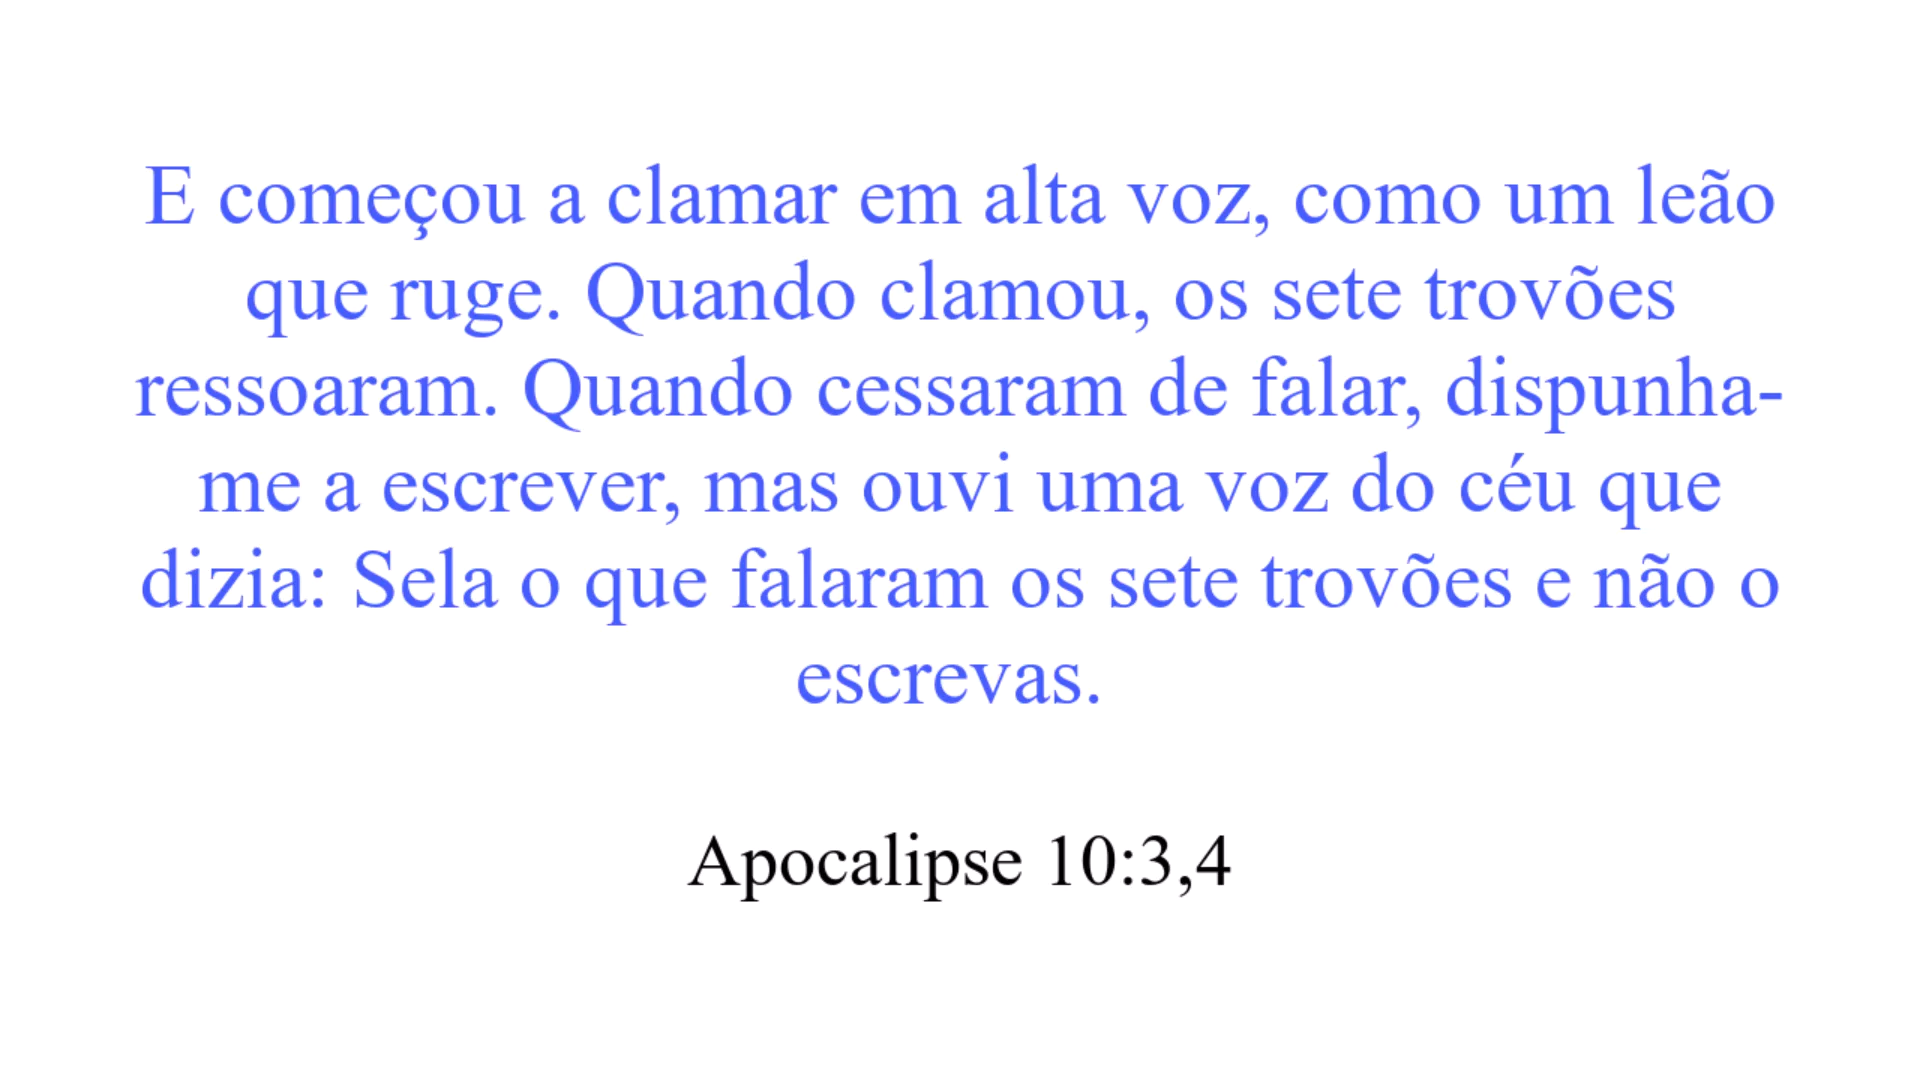 E começou a clamar em alta voz, como um leão
que ruge. Quando clamou, os sete trovões
ressoaram. Quando cessaram de falar, dispunha-
me a escrever, mas ouvi uma voz do céu que
dizia: Sela o que falaram os sete trovões e não o
escrevas.
Apocalipse 10:3,4